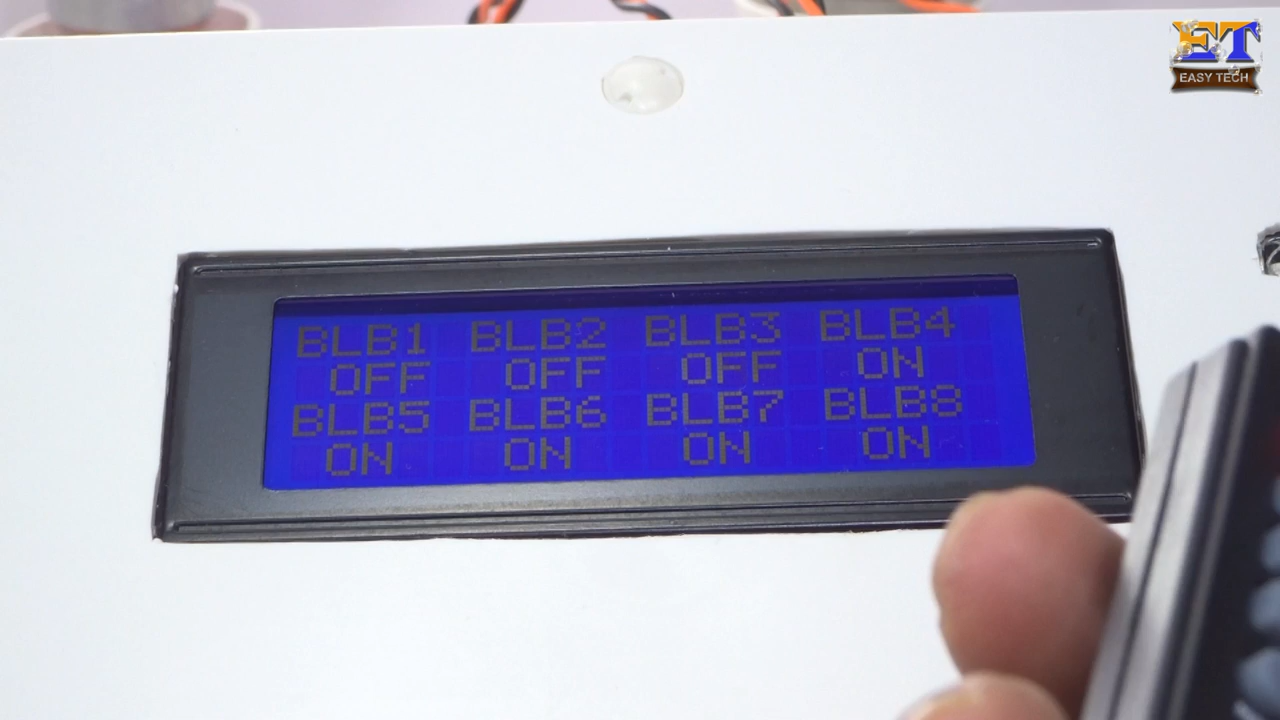 ET
EASY TECH
BLB1 BLB2 BLB3 BLB4
OFF OFF OFF ON
BLB5 BLB6 BLB7 BLB8
ON ON ON ON